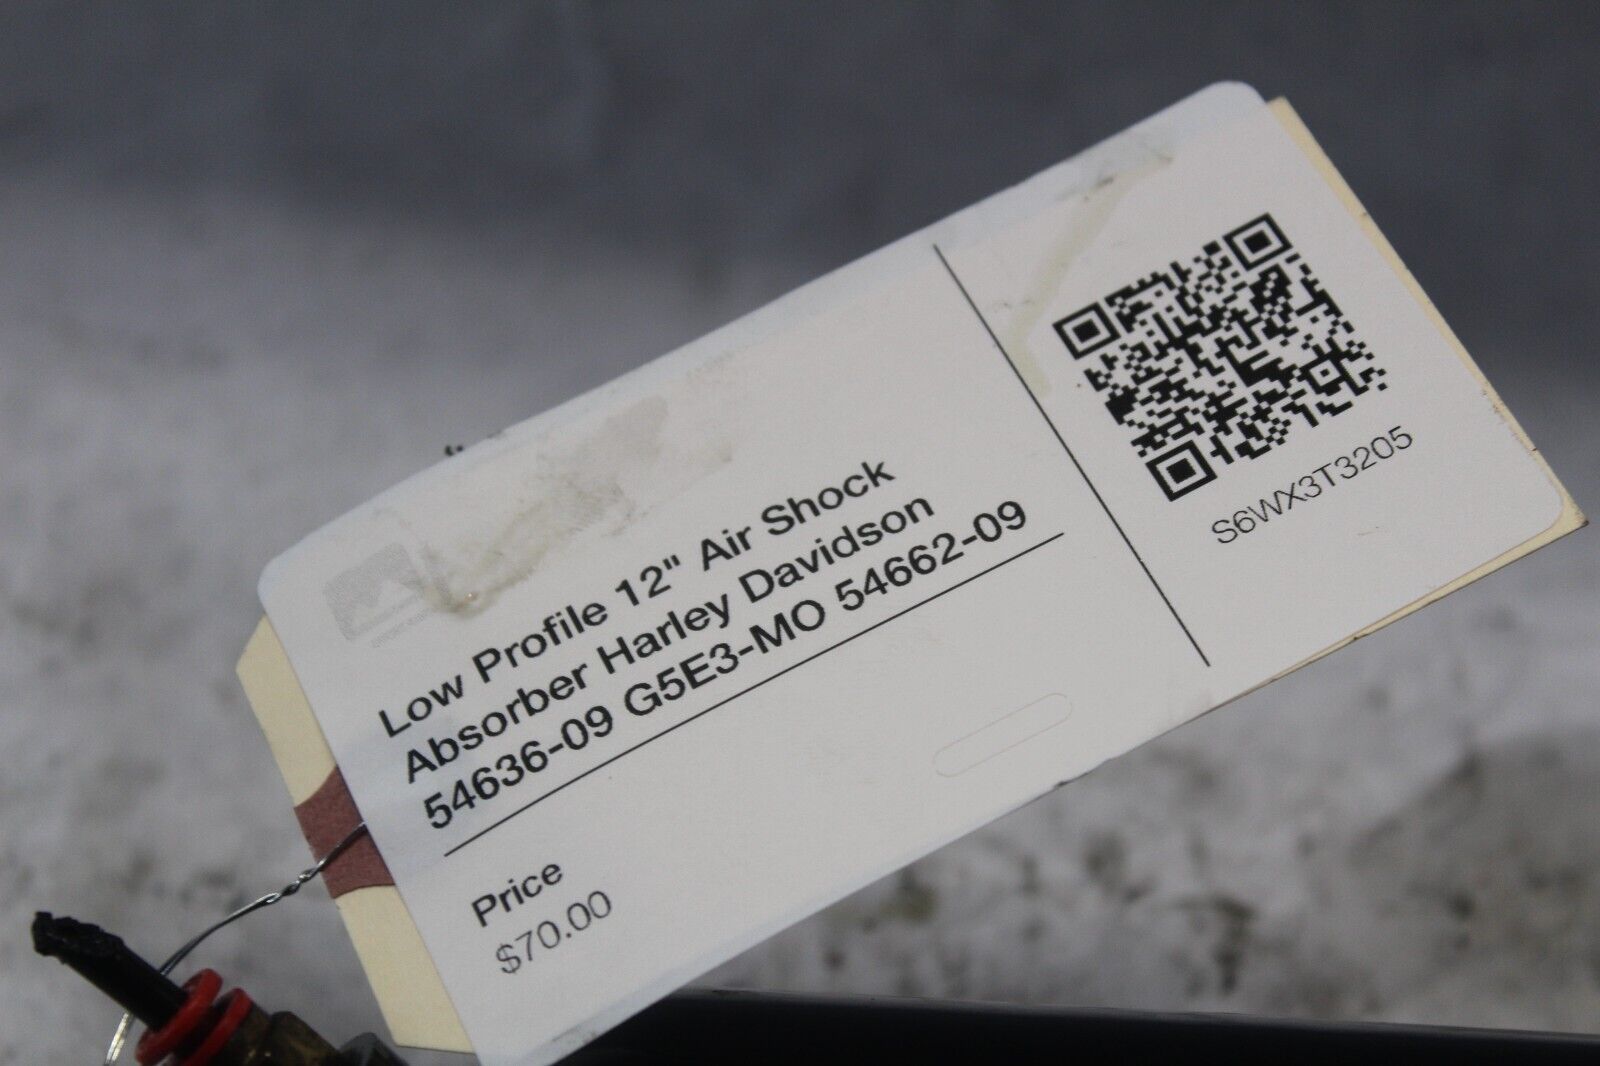 Low Profile 12" Air Shock
Absorber Harley Davidson
54636-09 G5E3-MO 54662-09
Price
$70.00
S6WX3T3205